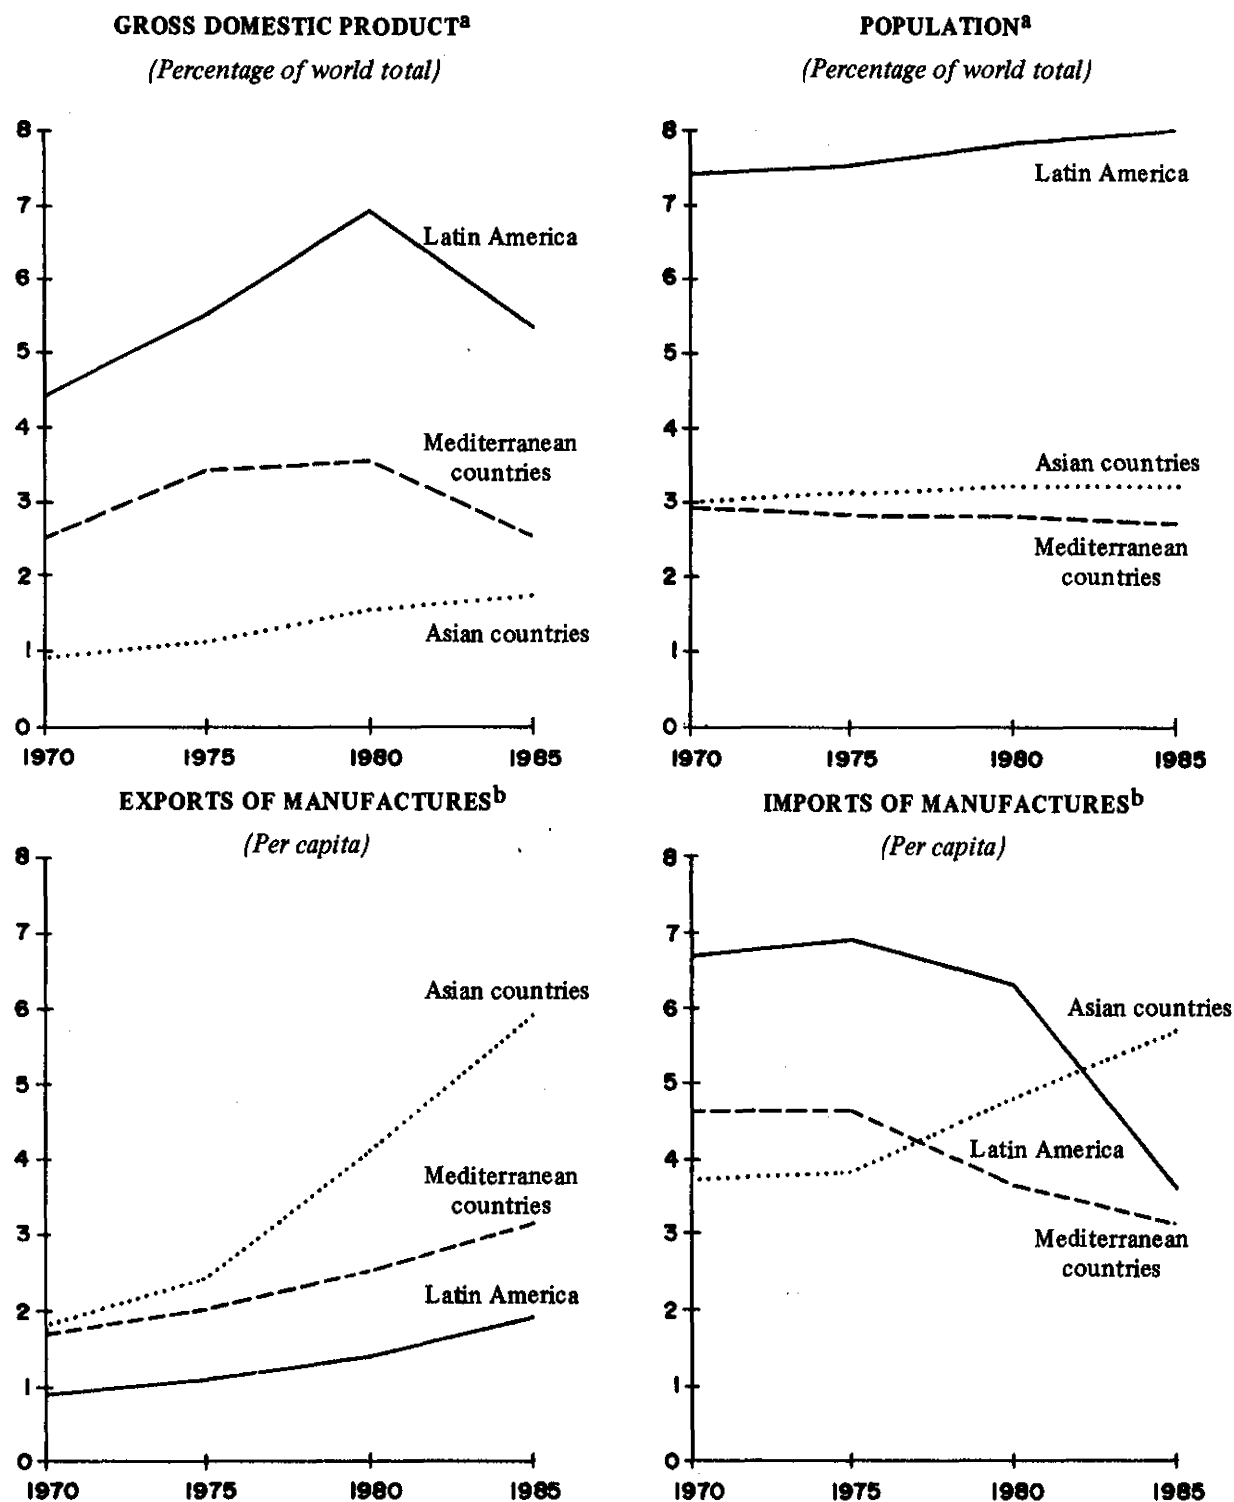 GROSS DOMESTIC PRODUCTa
(Percentage of world total)
8
7
6
5
4
3
2
1
0
Latin America
Mediterranean
countries
Asian countries
1970 1975 1980 1985
POPULATIONa
(Percentage of world total)
8
7
6
5
4
3
2
1
0
Latin America
Asian countries
Mediterranean
countries
1970 1975 1980 1985
EXPORTS OF MANUFACTURESb
(Per capita)
8
7
6
5
4
3
2
1
0
Asian countries
Mediterranean
countries
Latin America
1970 1975 1980 1985
IMPORTS OF MANUFACTURESb
(Per capita)
8
7
6
5
4
3
2
1
0
Asian countries
Latin America
Mediterranean
countries
1970 1975 1980 1985